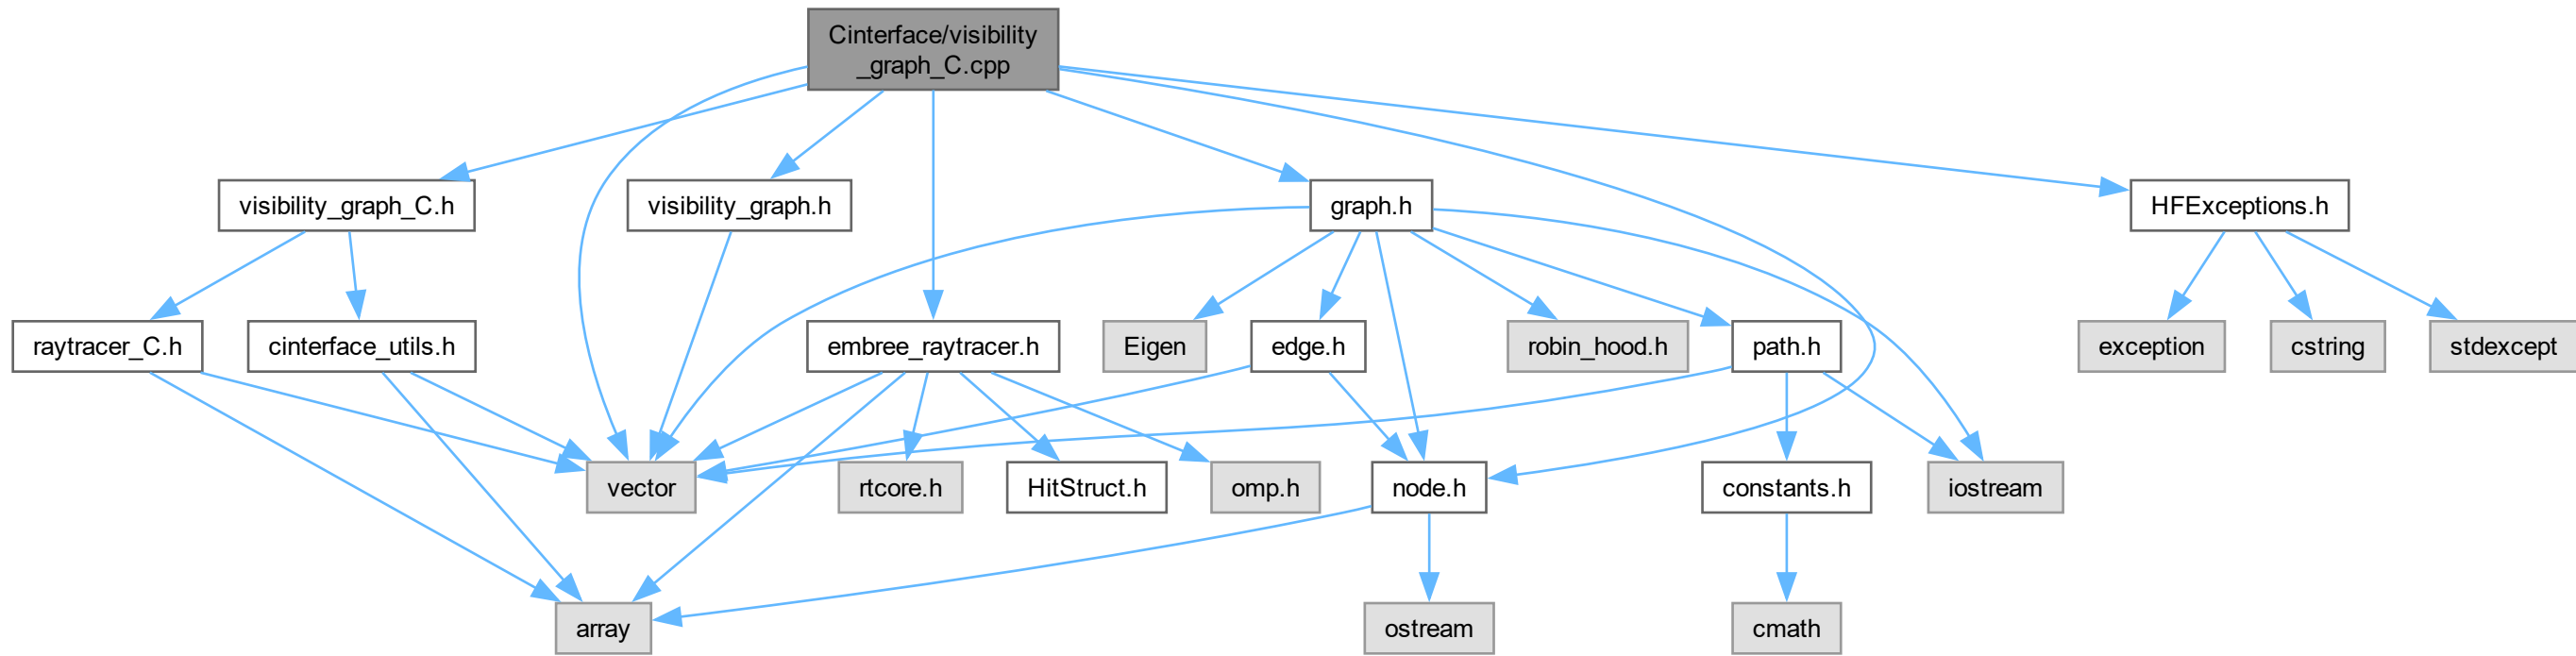 Cinterface/visibility
_graph_C.cpp
visibility_graph_C.h
visibility_graph.h
graph.h
HFExceptions.h
raytracer_C.h
cinterface_utils.h
embree_raytracer.h
Eigen
edge.h
robin_hood.h
path.h
exception
cstring
stdexcept
vector
rtcore.h
HitStruct.h
omp.h
node.h
constants.h
iostream
array
ostream
cmath